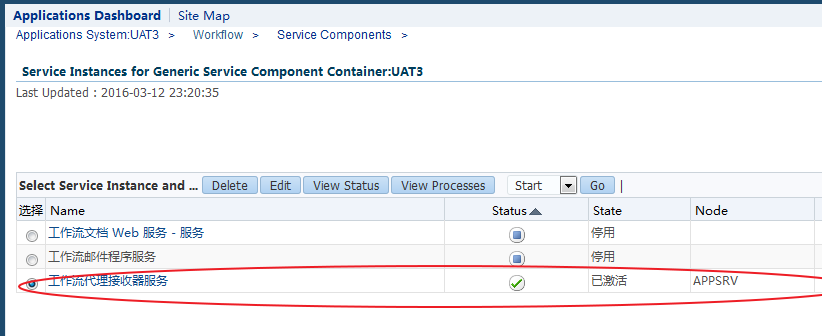 Applications Dashboard | Site Map
Applications System:UAT3 > Workflow > Service Components >
Service Instances for Generic Service Component Container:UAT3
Last Updated : 2016-03-12 23:20:35
Select Service Instance and ... Delete Edit View Status View Processes Start Go |
选择 Name Status State Node
工作流文档 Web 服务 - 服务 停用
工作流邮件程序服务 停用
工作流代理接收器服务 已激活 APPSRV